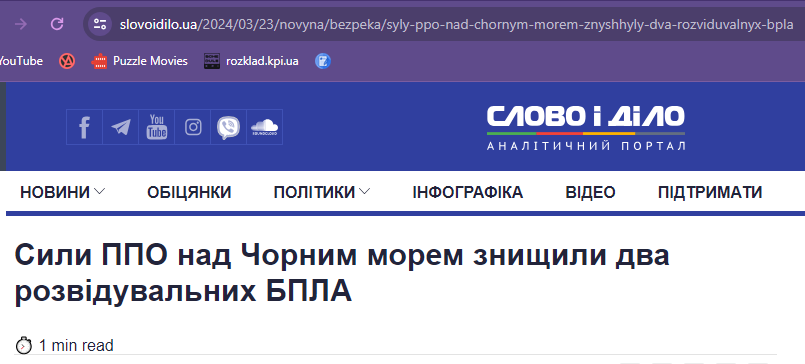 slovoidilo.ua/2024/03/23/novyna/bezpeka/syly-ppo-nad-chornym-morem-znyshhyly-dva-rozviduvalnyx-bpla
YouTube Puzzle Movies rozklad.kpi.ua
You Tube SOUNDCLOUD
СЛОВО І ДІЛО
АНАЛІТИЧНИЙ ПОРТАЛ
НОВИНИ ОБІЦЯНКИ ПОЛІТИКИ ІНФОГРАФІКА ВІДЕО ПІДТРИМАТИ
Сили ППО над Чорним морем знищили два
розвідувальних БПЛА
1 min read